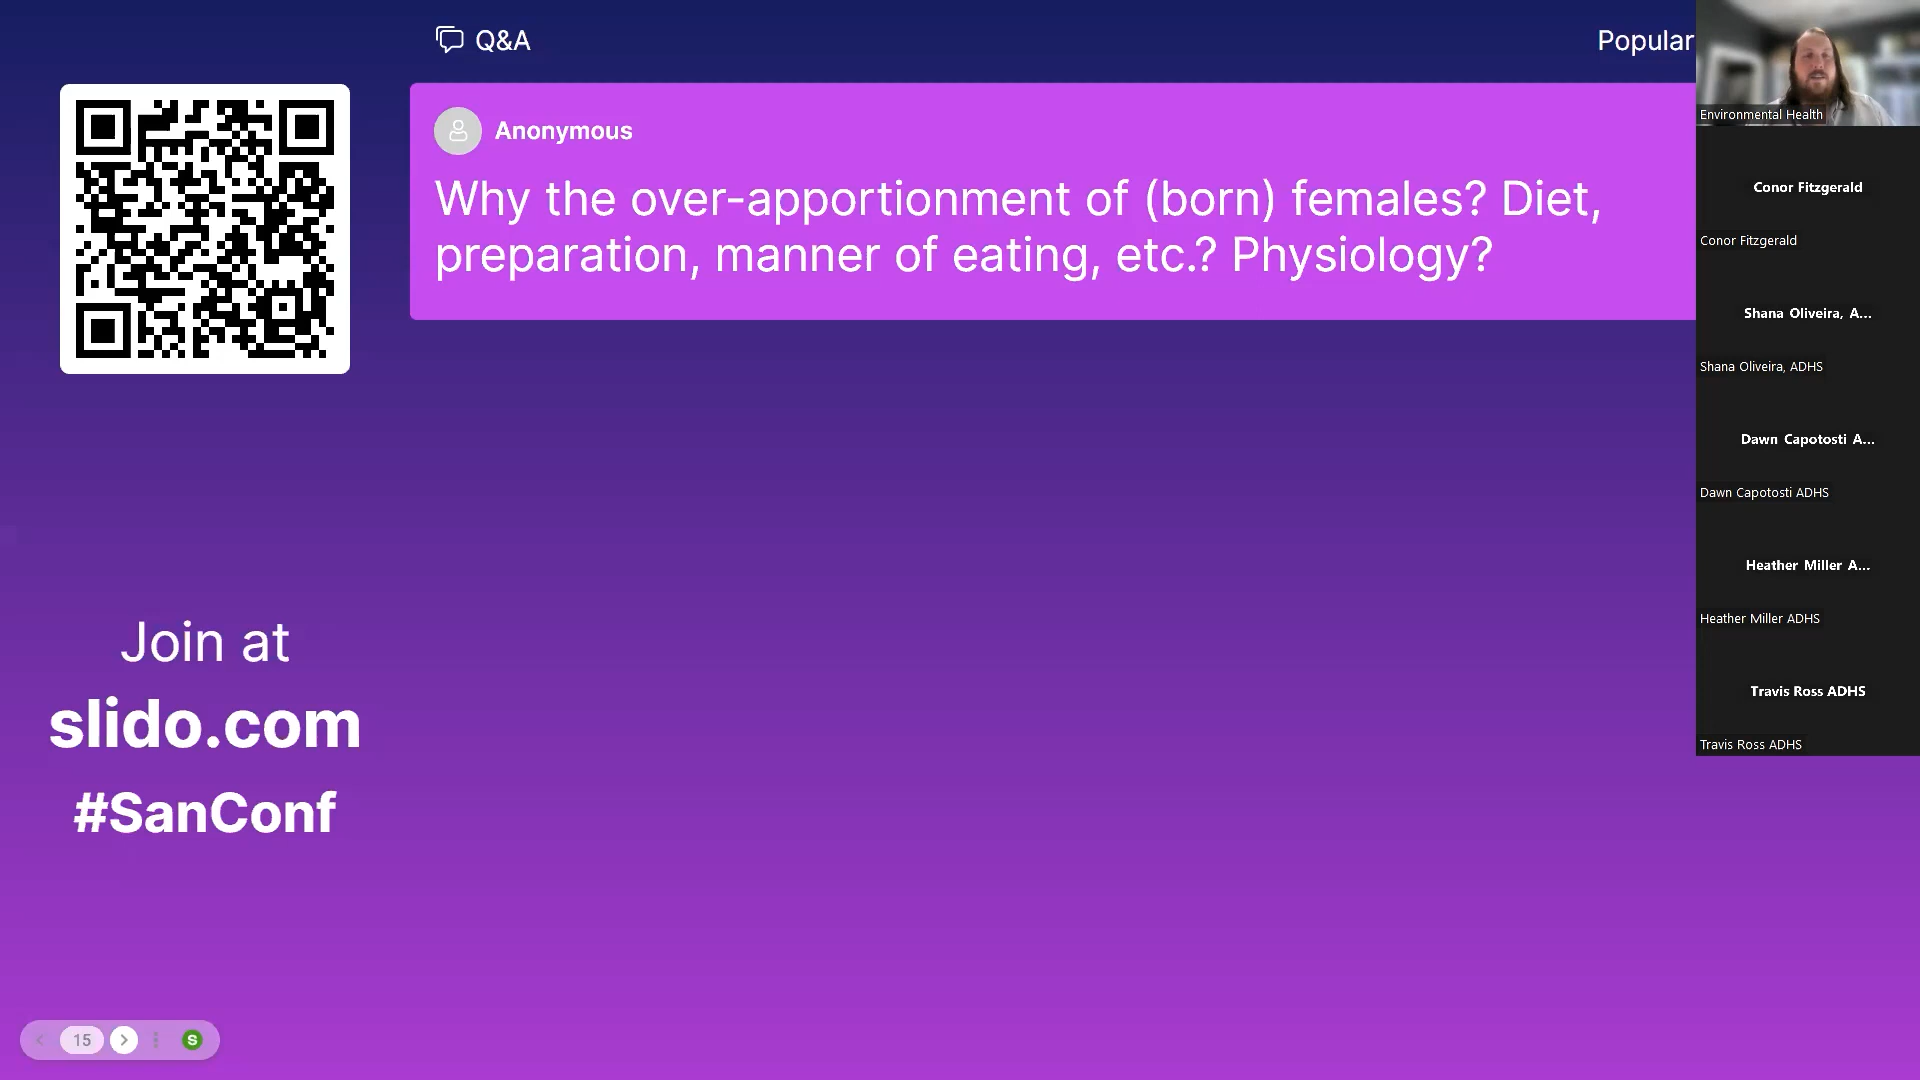 Q&A
Popular
Anonymous
Why the over-apportionment of (born) females? Diet,
preparation, manner of eating, etc.? Physiology?
Join at
slido.com
#SanConf
15
S
Environmental Health
Conor Fitzgerald
Conor Fitzgerald
Shana Oliveira, A...
Shana Oliveira, ADHS
Dawn Capotosti A...
Dawn Capotosti ADHS
Heather Miller A...
Heather Miller ADHS
Travis Ross ADHS
Travis Ross ADHS